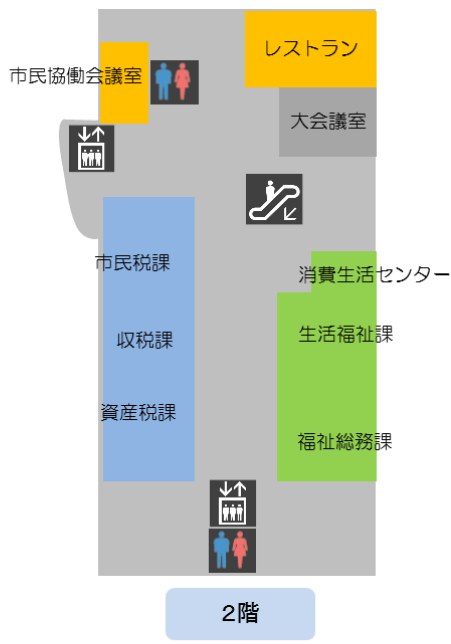 レストラン
市民協働会議室
大会議室
市民税課
消費生活センター
収税課
生活福祉課
資産税課
福祉総務課
2階